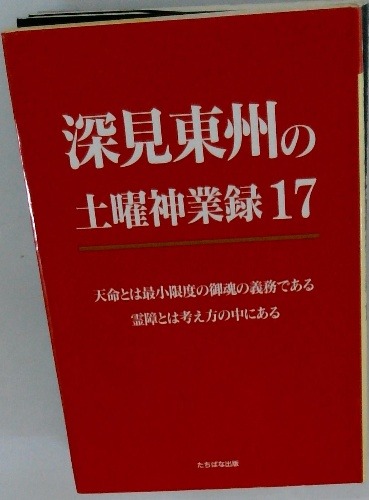 深見東州の
土曜神業録 17
天命とは最小限度の御魂の義務である
霊障とは考え方の中にある
たちばな出版